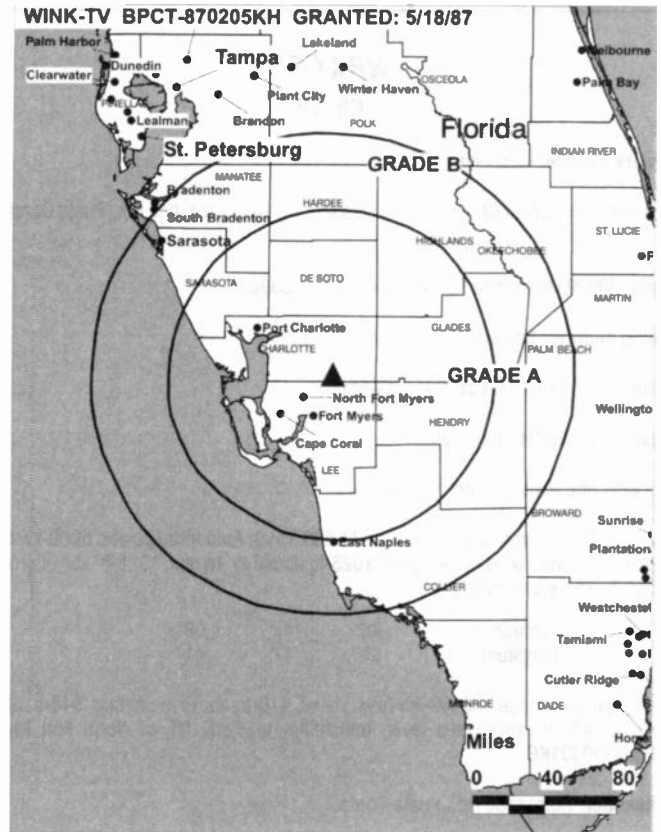 WINK-TV BPCT-870205KH GRANTED: 5/18/87
Palm Harbor
Dunedin
Tampa
Lakeland
Melbourne
Clearwater
OSCEOLA
Palm Bay
Plant City
Winter Haven
PINELLAS
Brandon
Lealman
POLK
Florida
St. Petersburg
INDIAN RIVER
GRADE B
MANATEE
Bradenton
HARDEE
South Bradenton
ST. LUCIE
Sarasota
HIGHLANDS
OKEECHOBEE
SARASOTA
DE SOTO
MARTIN
Port Charlotte
GLADES
CHARLOTTE
PALM BEACH
GRADE A
North Fort Myers
Fort Myers
HENDRY
Wellingto
Cape Coral
LEE
BROWARD
Sunrise
East Naples
Plantation
COLLIER
Westchester
Tamiami
Cutler Ridge
MONROE
DADE
Miles
Hom
0 40 80